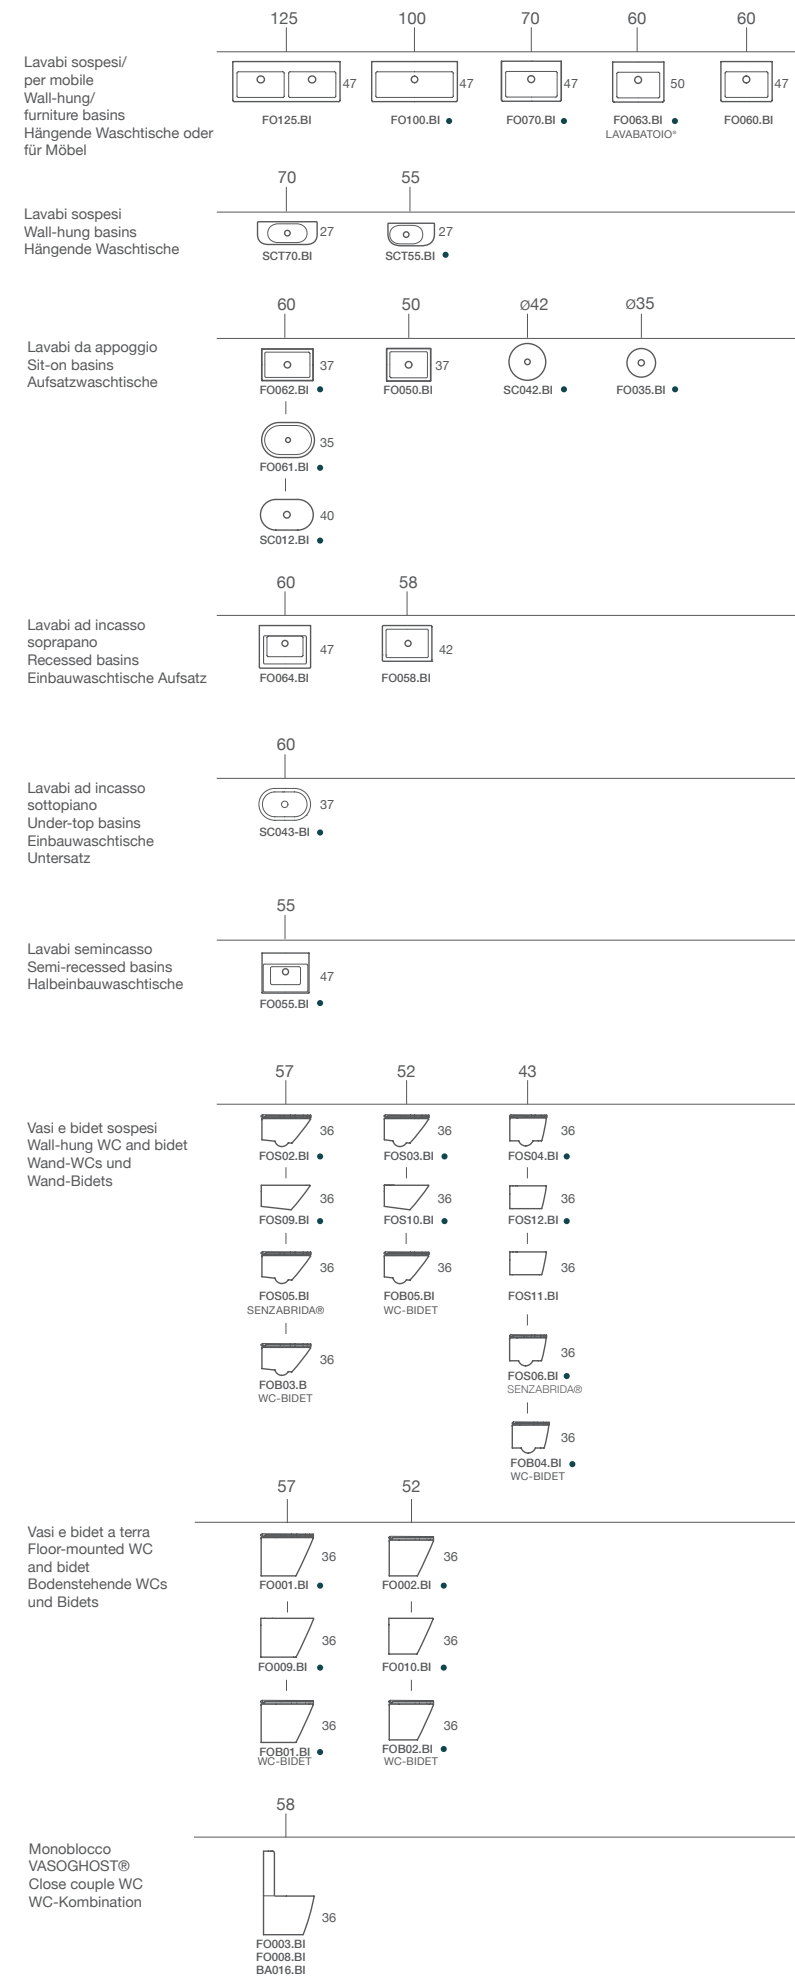 125 100 70 60 60
Lavabi sospesi/
per mobile
Wall-hung/
furniture basins
Hängende Waschtische oder
für Möbel
47 47 47 50 47
FO125.BI FO100.BI FO070.BI FO063.BI FO060.BI
LAVABATOIO®
70 55
Lavabi sospesi
Wall-hung basins
Hängende Waschtische
27 27
SCT70.BI SCT55.BI
60 50 Ø42 Ø35
Lavabi da appoggio
Sit-on basins
Aufsatzwaschtische
37 37
FO062.BI FO050.BI SC042.BI FO035.BI
35
FO061.BI
40
SC012.BI
60 58
Lavabi ad incasso
soprapano
Recessed basins
Einbauwaschtische Aufsatz
47 42
FO064.BI FO058.BI
60
Lavabi ad incasso
sottopiano
Under-top basins
Einbauwaschtische
Untersatz
37
SC043-BI
55
Lavabi semincasso
Semi-recessed basins
Halbeinbauwaschtische
47
FO055.BI
57 52 43
Vasi e bidet sospesi
Wall-hung WC and bidet
Wand-WCs und
Wand-Bidets
36 36 36
FOS02.BI FOS03.BI FOS04.BI
36 36 36
FOS09.BI FOS10.BI FOS12.BI
36 36 36
FOS05.BI FOB05.BI FOS11.BI
SENZABRIDA® WC-BIDET
36 36
FOB03.B FOS06.BI
WC-BIDET SENZABRIDA®
36
FOB04.BI
WC-BIDET
57 52
Vasi e bidet a terra
Floor-mounted WC
and bidet
Bodenstehende WCs
und Bidets
36 36
FO001.BI FO002.BI
36 36
FO009.BI FO010.BI
36 36
FOB01.BI FOB02.BI
WC-BIDET WC-BIDET
58
Monoblocco
VASOGHOST®
Close couple WC
WC-Kombination
36
FO003.BI
FO008.BI
BA016.BI